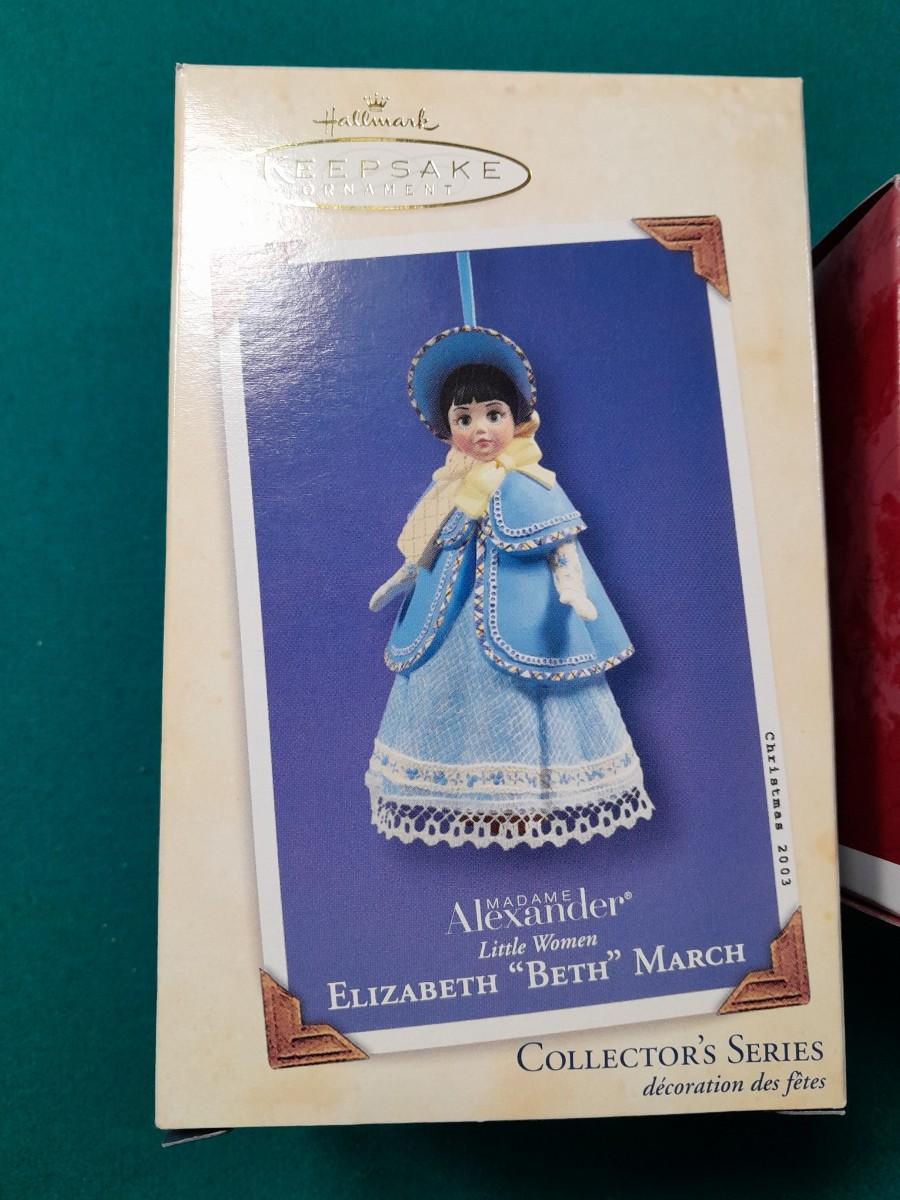 Hallmark
KEEPSAKE
ORNAMENT
Christmas 2003
MADAME
Alexander®
Little Women
ELIZABETH “BETH” MARCH
COLLECTOR'S SERIES
décoration des fêtes